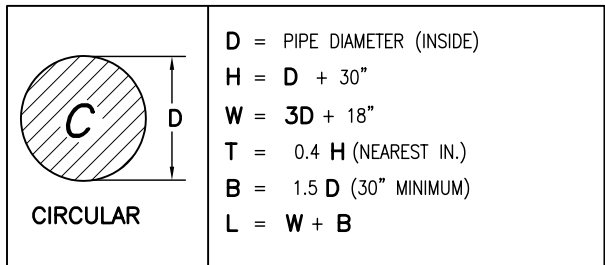 C
D
CIRCULAR
D = PIPE DIAMETER (INSIDE)
H = D + 30"
W = 3D + 18"
T = 0.4 H (NEAREST IN.)
B = 1.5 D (30" MINIMUM)
L = W + B